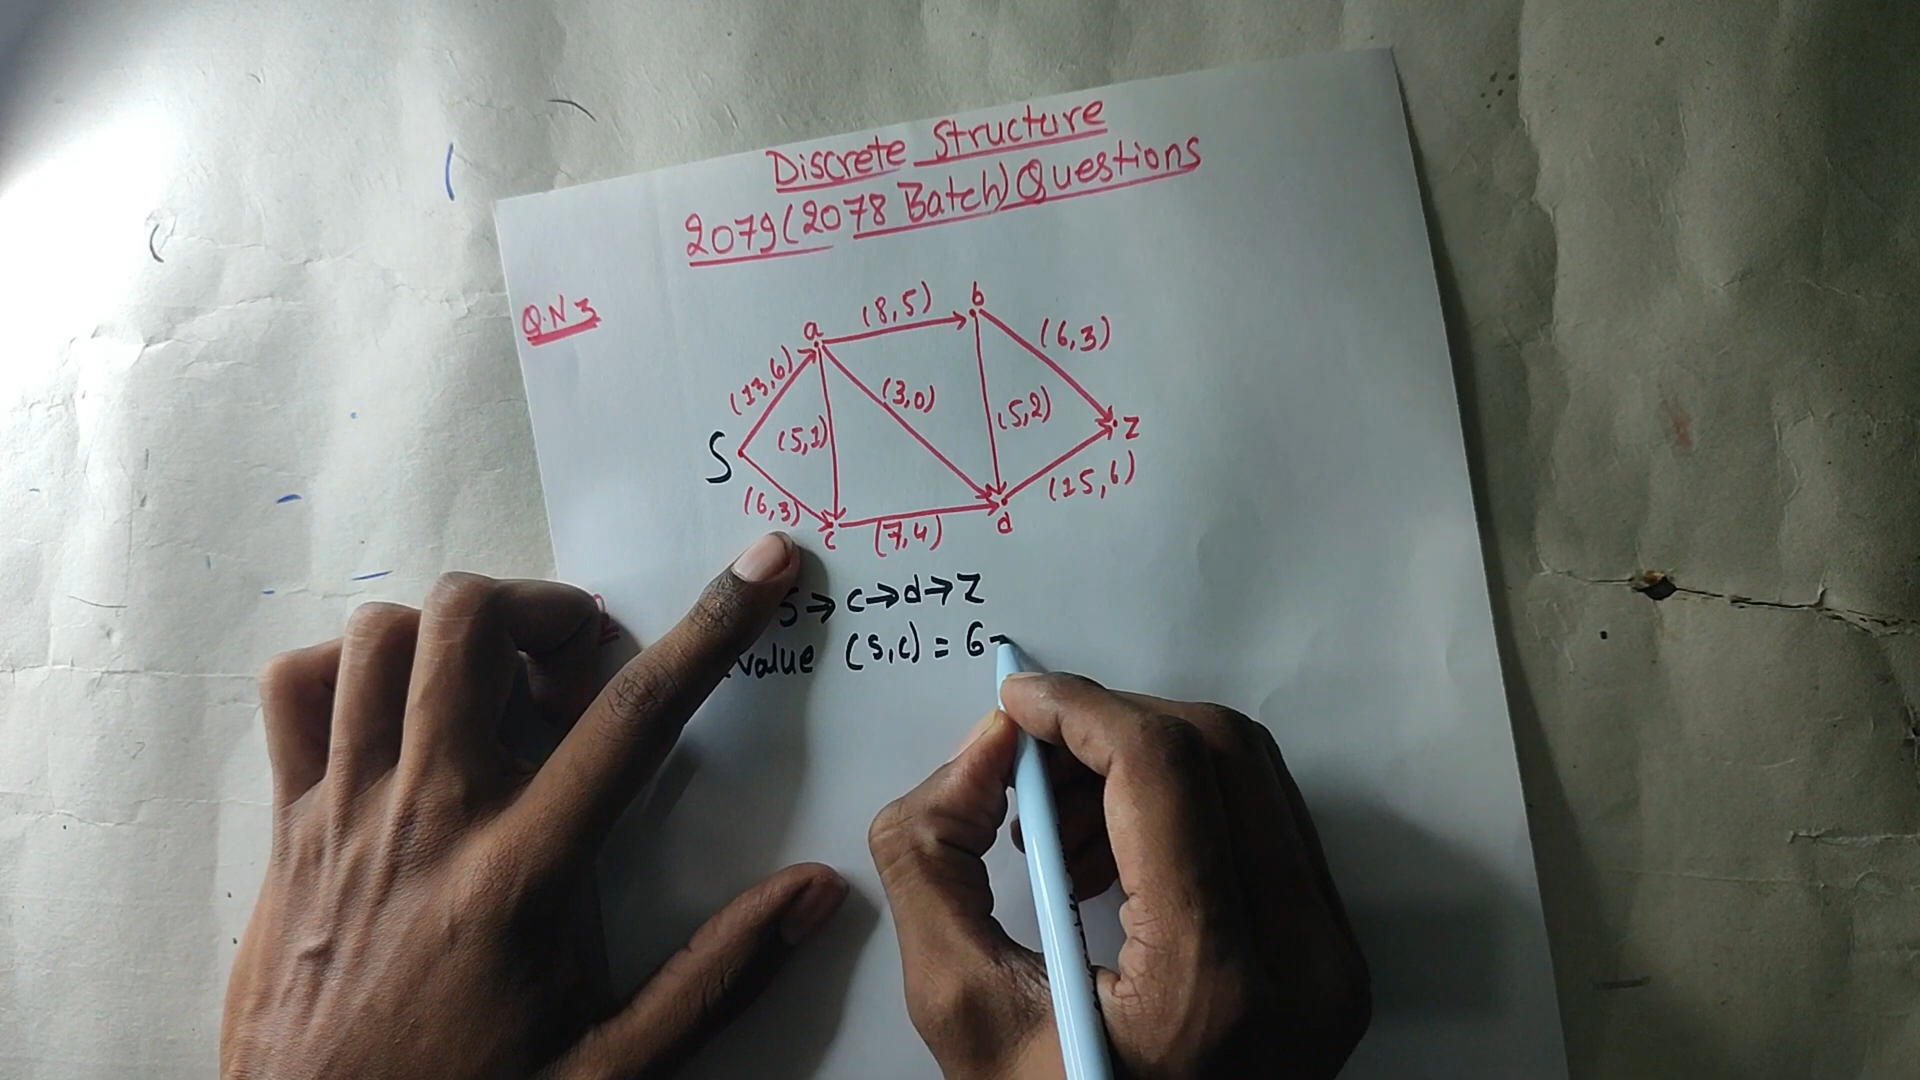 Discrete Structure
2079(2078 Batch) Questions
Q.N 3
a
(8,5)
b
(13,6)
(3,0)
(6,3)
S
(5,1)
(5,2)
Z
(6,3)
c
(7,4)
d
(15,6)
S→c→d→Z
value (S,c) = 6-